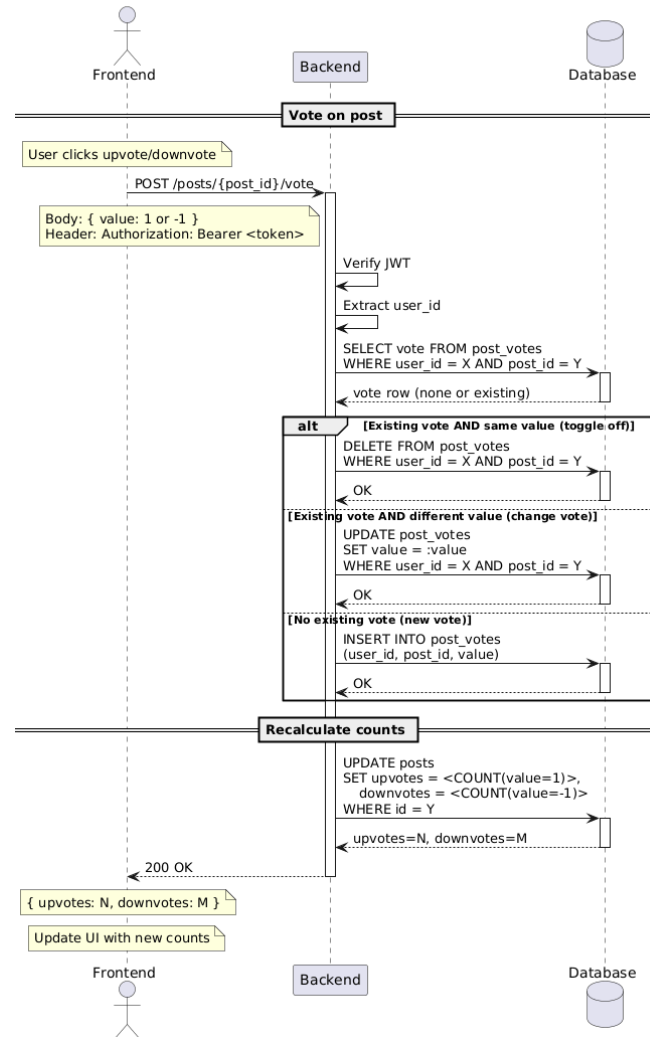 Frontend
Backend
Database
Vote on post
User clicks upvote/downvote
POST /posts/{post_id}/vote
Body: { value: 1 or -1 }
Header: Authorization: Bearer <token>
Verify JWT
Extract user_id
SELECT vote FROM post_votes
WHERE user_id = X AND post_id = Y
vote row (none or existing)
alt
[Existing vote AND same value (toggle off)]
DELETE FROM post_votes
WHERE user_id = X AND post_id = Y
OK
[Existing vote AND different value (change vote)]
UPDATE post_votes
SET value = :value
WHERE user_id = X AND post_id = Y
OK
[No existing vote (new vote)]
INSERT INTO post_votes
(user_id, post_id, value)
OK
Recalculate counts
UPDATE posts
SET upvotes = <COUNT(value=1)>,
downvotes = <COUNT(value=-1)>
WHERE id = Y
upvotes=N, downvotes=M
200 OK
{ upvotes: N, downvotes: M }
Update UI with new counts
Frontend
Backend
Database